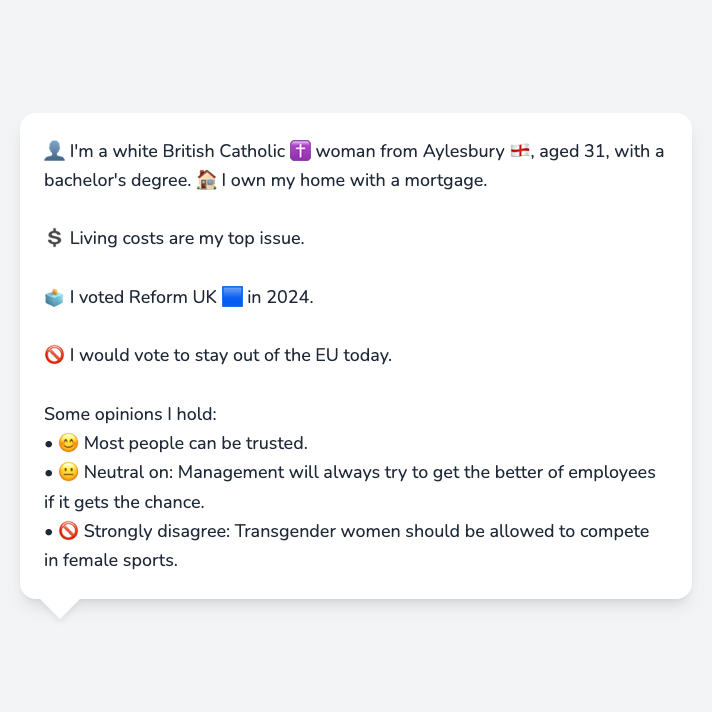 👤 I'm a white British Catholic ✝️ woman from Aylesbury 🏴󠁧󠁢󠁥󠁮󠁧󠁿, aged 31, with a
bachelor's degree. 🏠 I own my home with a mortgage.
💲 Living costs are my top issue.
🗳️ I voted Reform UK 🟦 in 2024.
🚫 I would vote to stay out of the EU today.
Some opinions I hold:
• 😊 Most people can be trusted.
• 😐 Neutral on: Management will always try to get the better of employees
if it gets the chance.
• 🚫 Strongly disagree: Transgender women should be allowed to compete
in female sports.